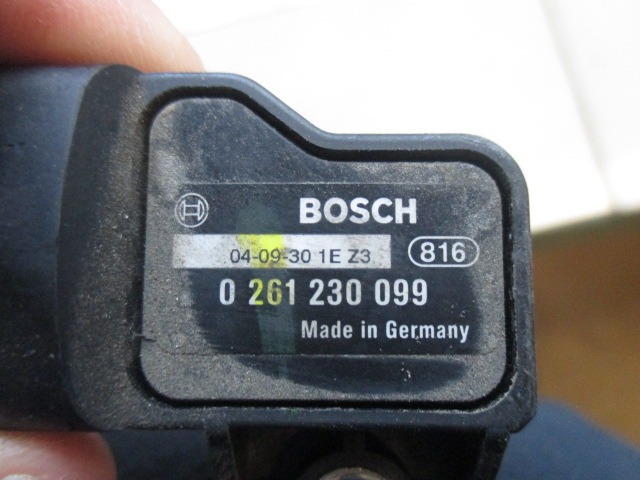 BOSCH
04-09-30 1E Z3
816
0 261 230 099
Made in Germany